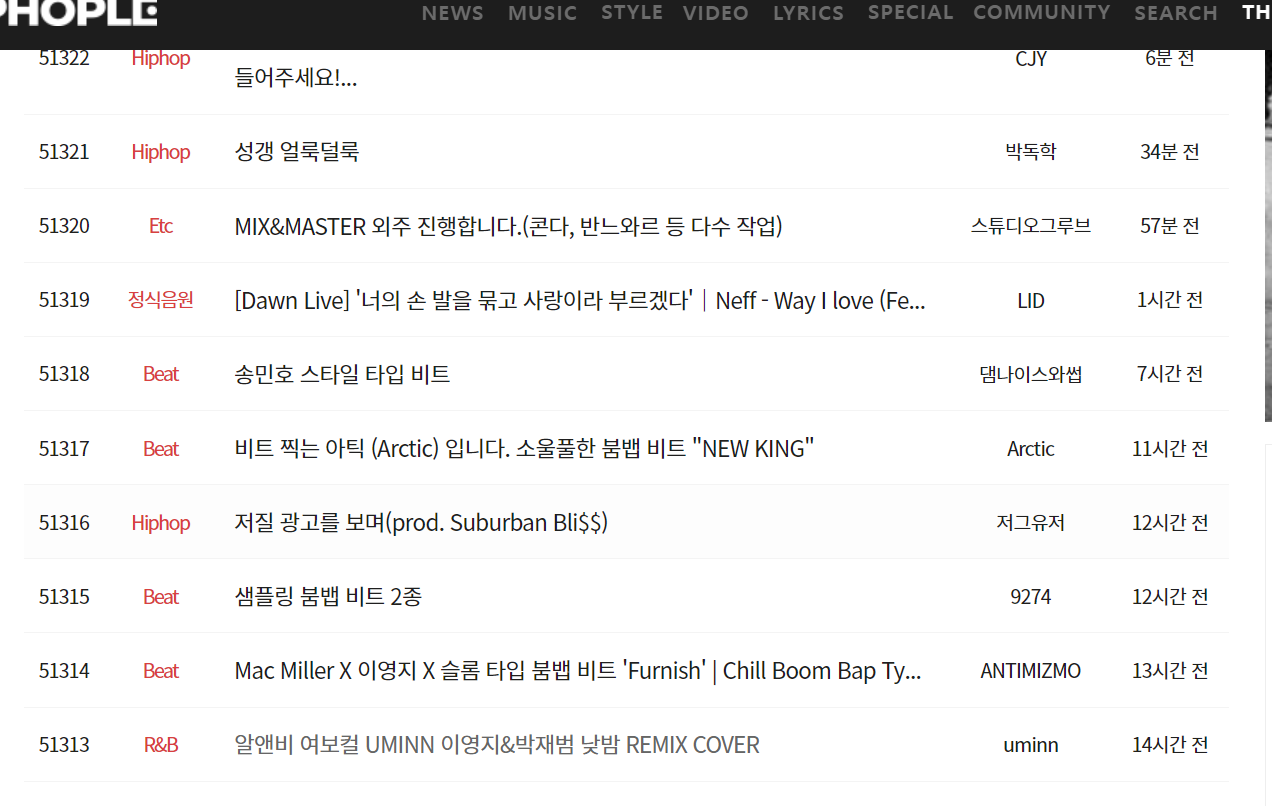 PHOPLE NEWS MUSIC STYLE VIDEO LYRICS SPECIAL COMMUNITY SEARCH TH
51322 Hiphop 들어주세요!... CJY 6분 전
51321 Hiphop 성갱 얼룩덜룩 박독학 34분 전
51320 Etc MIX&MASTER 외주 진행합니다.(콘다, 반느와르 등 다수 작업) 스튜디오그루브 57분 전
51319 정식음원 [Dawn Live] '너의 손 발을 묶고 사랑이라 부르겠다'｜Neff - Way I love (Fe... LID 1시간 전
51318 Beat 송민호 스타일 타입 비트 댐나이스와썹 7시간 전
51317 Beat 비트 찍는 아틱 (Arctic) 입니다. 소울풀한 붐뱁 비트 "NEW KING" Arctic 11시간 전
51316 Hiphop 저질 광고를 보며(prod. Suburban Bli$$) 저그유저 12시간 전
51315 Beat 샘플링 붐뱁 비트 2종 9274 12시간 전
51314 Beat Mac Miller X 이영지 X 슬롬 타입 붐뱁 비트 'Furnish' | Chill Boom Bap Ty... ANTIMIZMO 13시간 전
51313 R&B 알앤비 여보컬 UMINN 이영지&박재범 낮밤 REMIX COVER uminn 14시간 전